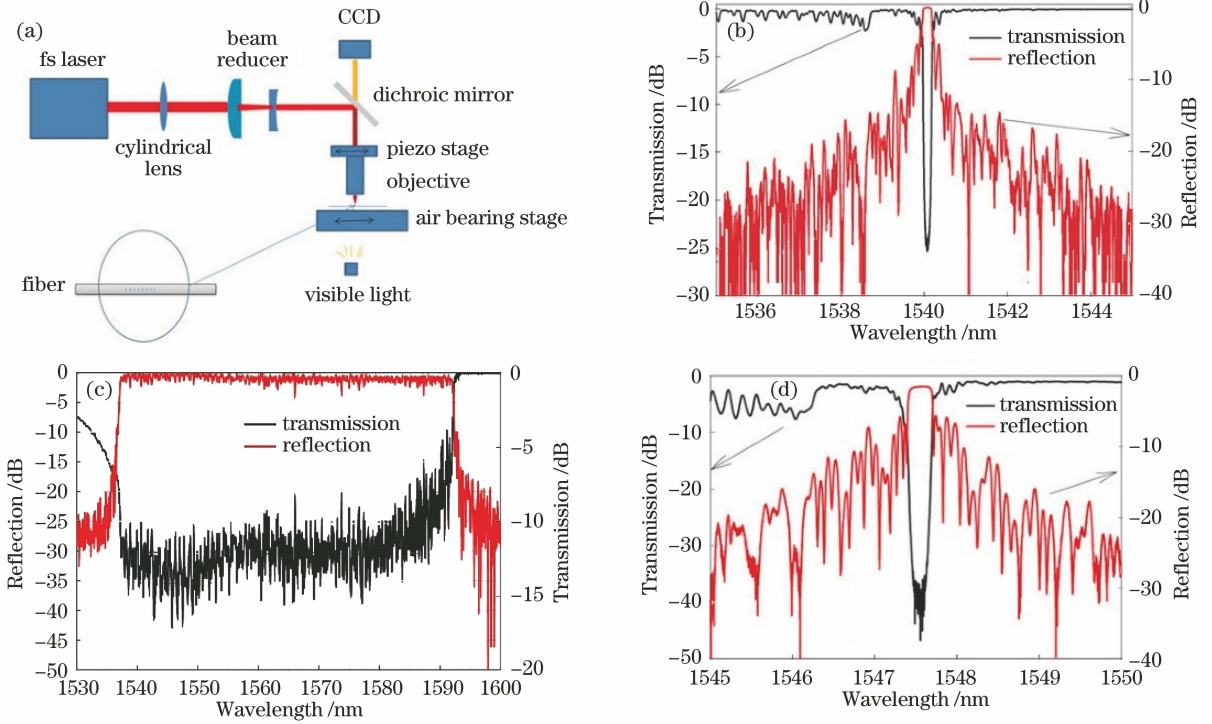 (a)
CCD
fs laser
beam
reducer
dichroic mirror
cylindrical
lens
piezo stage
objective
air bearing stage
fiber
visible light
(b)
transmission
reflection
0
−5
−10
−15
−20
−25
−30
Transmission /dB
0
−10
−20
−30
−40
Reflection /dB
1536 1538 1540 1542 1544
Wavelength /nm
(c)
transmission
reflection
0
−5
−10
−15
−20
−25
−30
−35
−40
−45
−50
Reflection /dB
0
−5
−10
−15
−20
Transmission /dB
1530 1540 1550 1560 1570 1580 1590 1600
Wavelength /nm
(d)
transmission
reflection
0
−10
−20
−30
−40
−50
Transmission /dB
0
−10
−20
−30
−40
Reflection /dB
1545 1546 1547 1548 1549 1550
Wavelength /nm